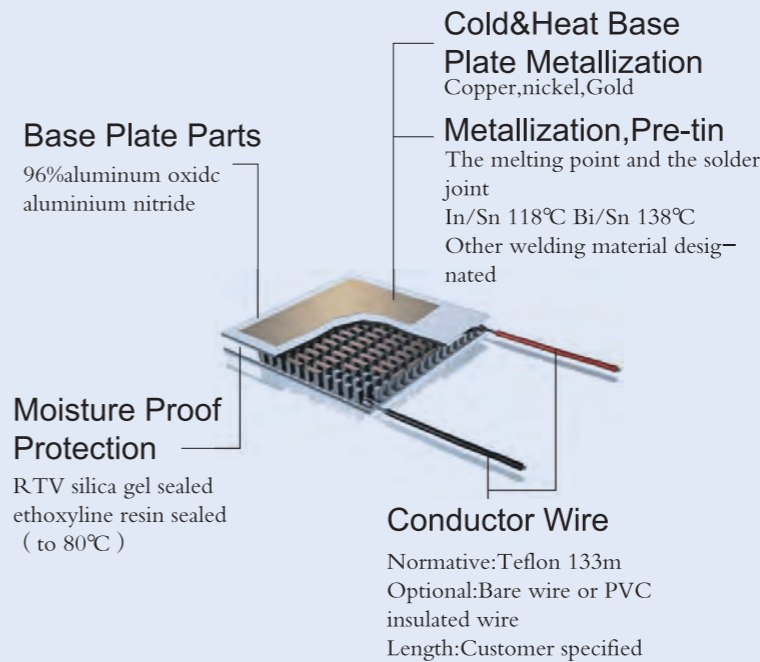 Cold&Heat Base
Plate Metallization
Copper,nickel,Gold
Metallization,Pre-tin
The melting point and the solder
joint
In/Sn 118℃ Bi/Sn 138℃
Other welding material desig-
nated
Base Plate Parts
96%aluminum oxidc
aluminium nitride
Moisture Proof
Protection
RTV silica gel sealed
ethoxyline resin sealed
( to 80℃ )
Conductor Wire
Normative:Teflon 133m
Optional:Bare wire or PVC
insulated wire
Length:Customer specified